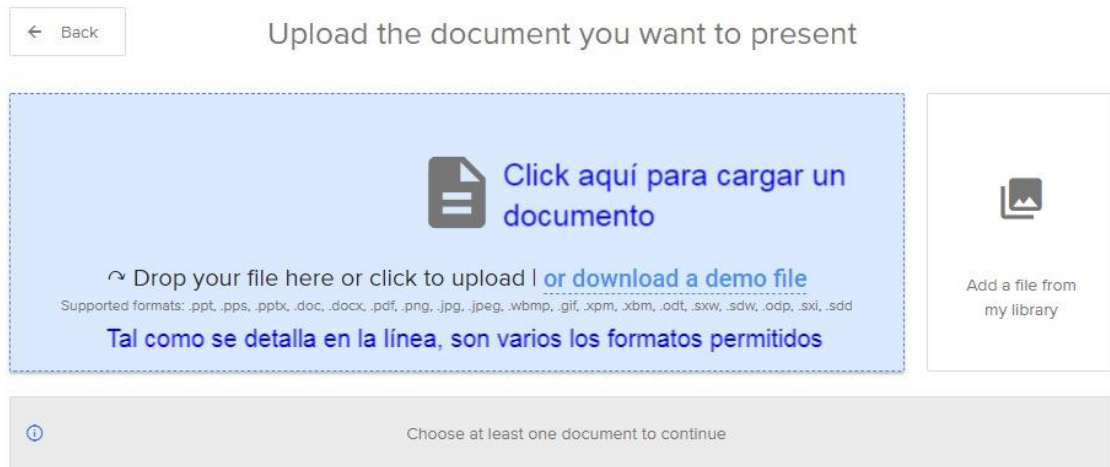 Back
Upload the document you want to present
Click aquí para cargar un
documento
Drop your file here or click to upload | or download a demo file
Supported formats: .ppt, .pps, .pptx, .doc, .docx, .pdf, .png, .jpg, .jpeg, .wbmp, .gif, .xpm, .xbm, .odt, .sxw, .sdw, .odp, .sxi, .sdd
Tal como se detalla en la línea, son varios los formatos permitidos
Add a file from
my library
Choose at least one document to continue